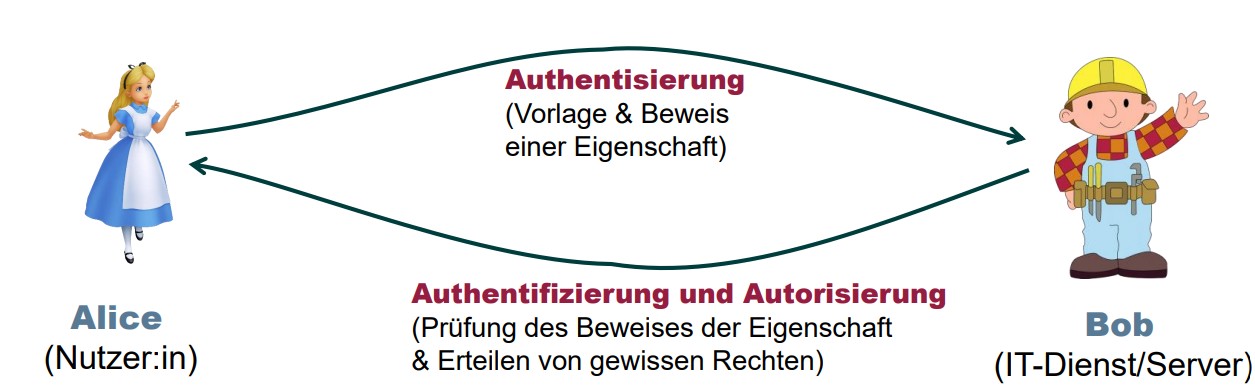 Authentisierung
(Vorlage & Beweis
einer Eigenschaft)
Authentifizierung und Autorisierung
(Prüfung des Beweises der Eigenschaft
& Erteilen von gewissen Rechten)
Alice
(Nutzer:in)
Bob
(IT-Dienst/Server)